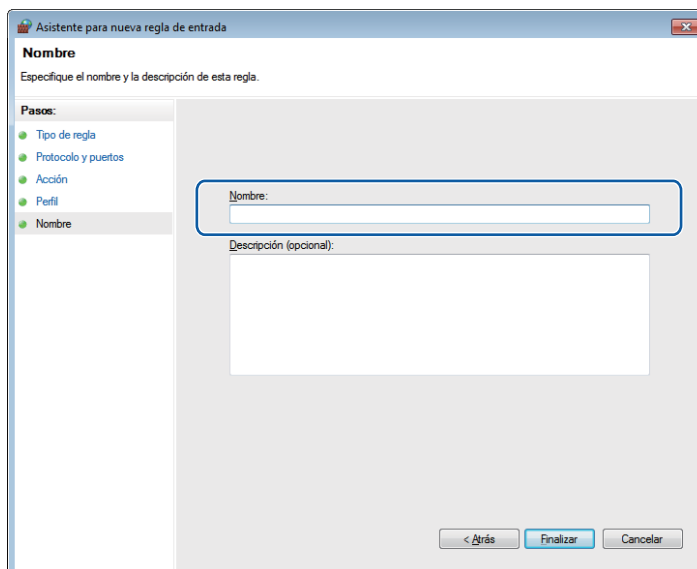 Asistente para nueva regla de entrada
Nombre
Especifique el nombre y la descripción de esta regla.
Pasos:
Tipo de regla
Protocolo y puertos
Acción
Perfil
Nombre
Nombre:
Descripción (opcional):
< Atrás
Finalizar
Cancelar